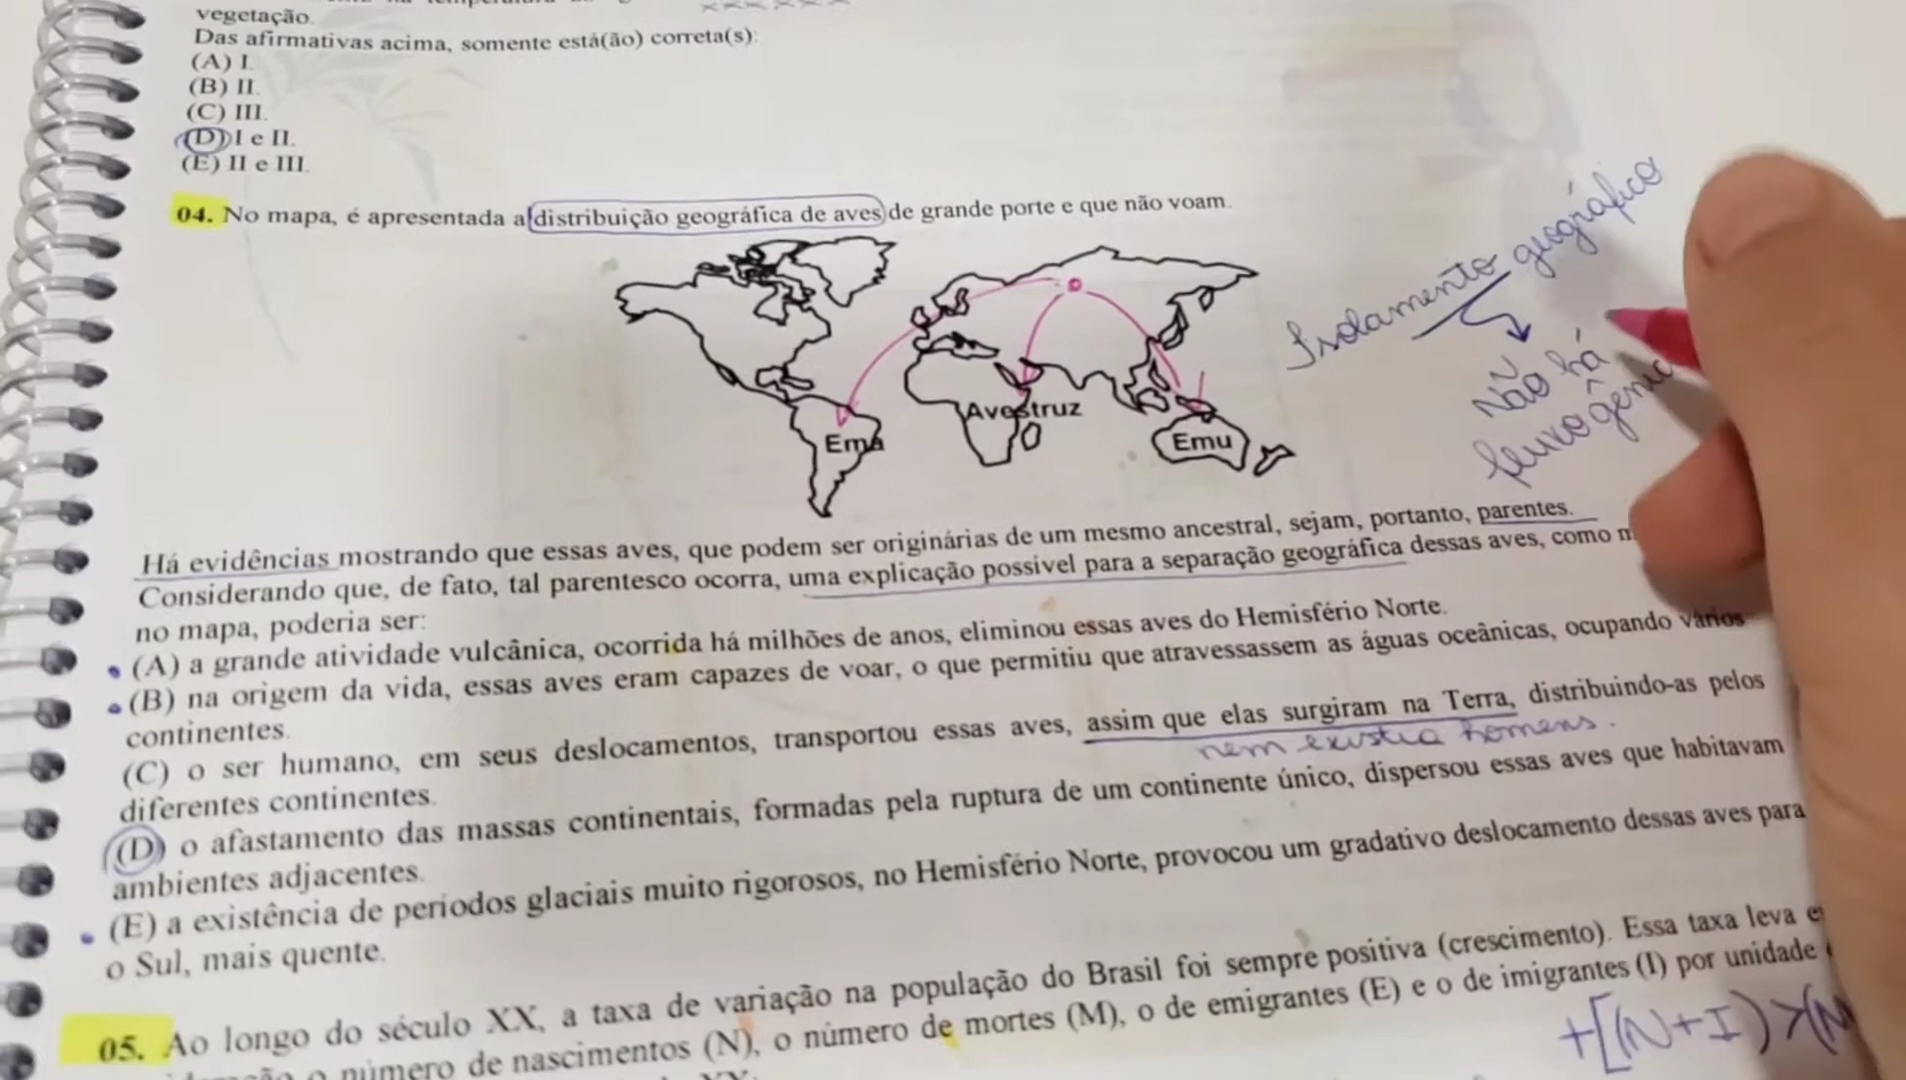 vegetação.
Das afirmativas acima, somente está(ão) correta(s):
(A) I.
(B) II.
(C) III.
(D) I e II.
(E) II e III.
04. No mapa, é apresentada a distribuição geográfica de aves de grande porte e que não voam.
Isolamento geográfico
Não há
fluxo gênic
Avestruz
Ema
Emu
Há evidências mostrando que essas aves, que podem ser originárias de um mesmo ancestral, sejam, portanto, parentes.
Considerando que, de fato, tal parentesco ocorra, uma explicação possível para a separação geográfica dessas aves, como
no mapa, poderia ser:
(A) a grande atividade vulcânica, ocorrida há milhões de anos, eliminou essas aves do Hemisfério Norte.
(B) na origem da vida, essas aves eram capazes de voar, o que permitiu que atravessassem as águas oceânicas, ocupando vários
continentes.
(C) o ser humano, em seus deslocamentos, transportou essas aves, assim que elas surgiram na Terra, distribuindo-as pelos
nem existia homens.
diferentes continentes.
(D) o afastamento das massas continentais, formadas pela ruptura de um continente único, dispersou essas aves que habitavam
ambientes adjacentes.
(E) a existência de períodos glaciais muito rigorosos, no Hemisfério Norte, provocou um gradativo deslocamento dessas aves para
o Sul, mais quente.
05. Ao longo do século XX, a taxa de variação na população do Brasil foi sempre positiva (crescimento). Essa taxa leva
o número de nascimentos (N), o número de mortes (M), o de emigrantes (E) e o de imigrantes (I) por unidade
+[(N+I)>(M